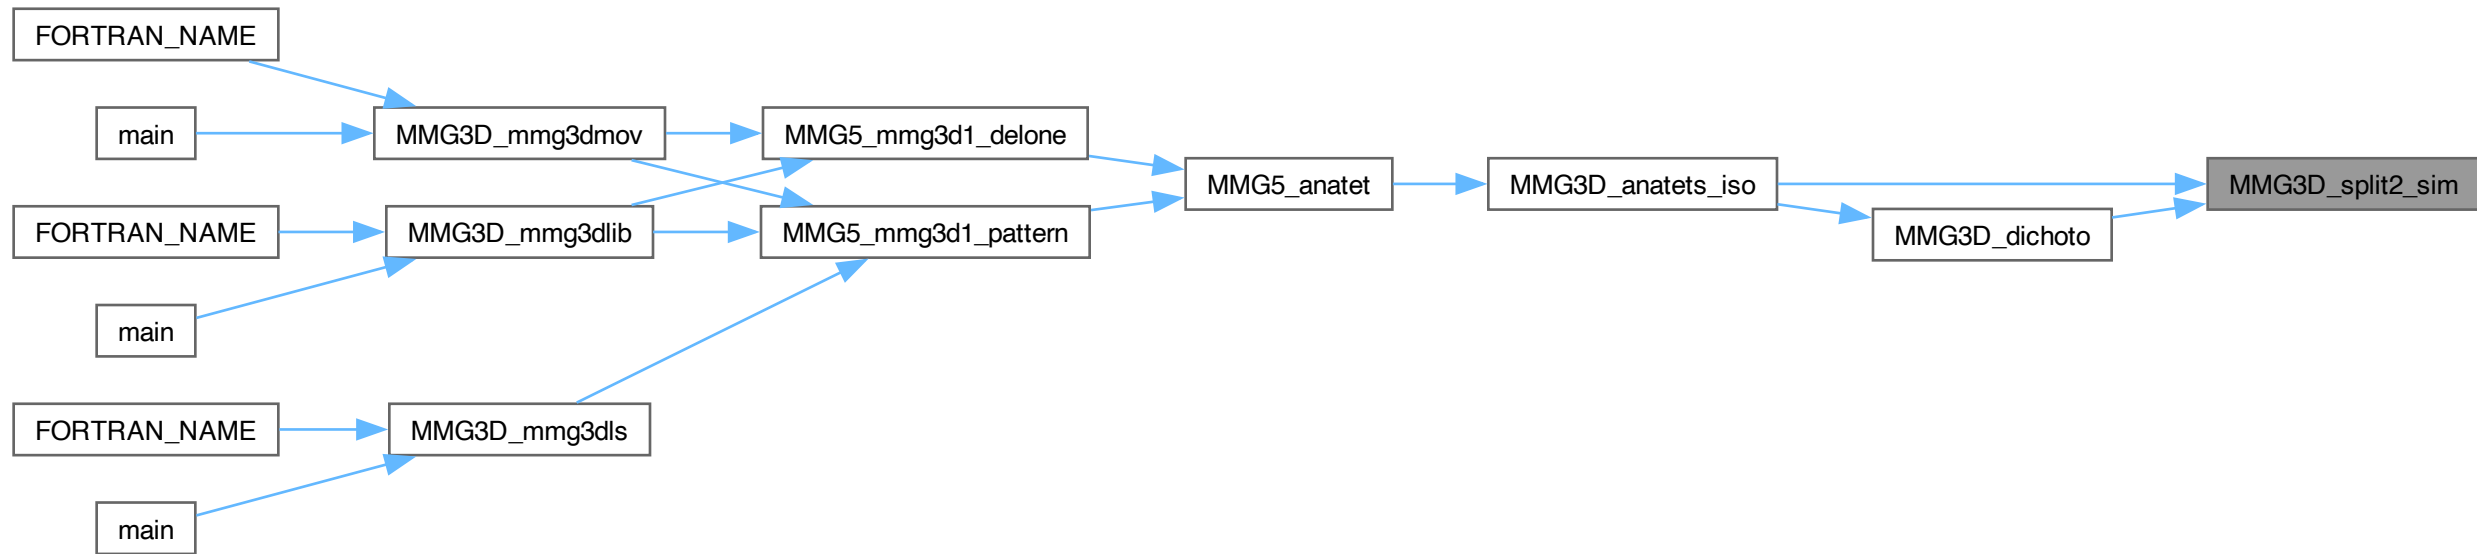 FORTRAN_NAME
main
MMG3D_mmg3dmov
MMG5_mmg3d1_delone
MMG5_anatet
MMG3D_anatets_iso
MMG3D_split2_sim
FORTRAN_NAME
MMG3D_mmg3dlib
MMG5_mmg3d1_pattern
MMG3D_dichoto
main
FORTRAN_NAME
MMG3D_mmg3dls
main